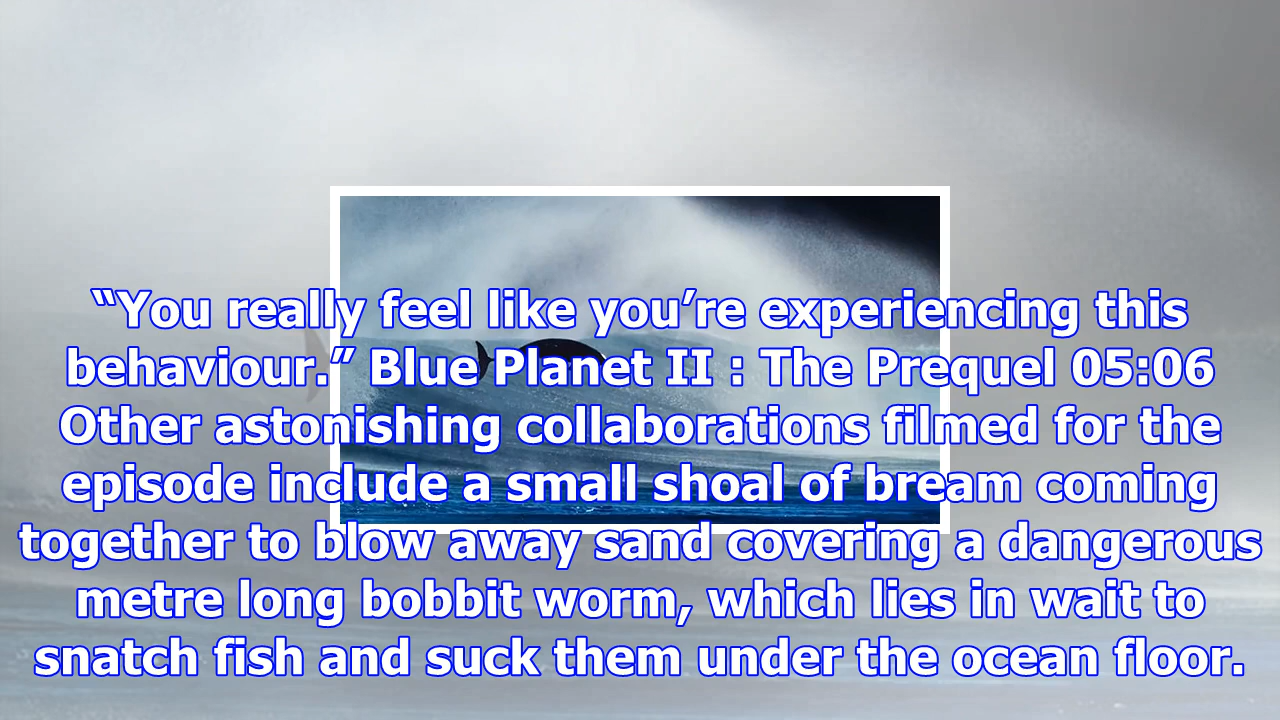 “You really feel like you’re experiencing this
behaviour.” Blue Planet II : The Prequel 05:06
Other astonishing collaborations filmed for the
episode include a small shoal of bream coming
together to blow away sand covering a dangerous
metre long bobbit worm, which lies in wait to
snatch fish and suck them under the ocean floor.